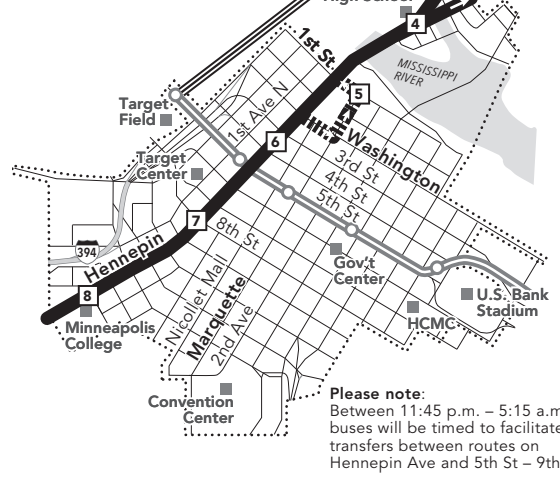 High School
4
1st St
MISSISSIPPI
RIVER
5
Target
Field
1st Ave N
6
Washington
3rd St
4th St
5th St
Target
Center
7
8th St
394
Hennepin
Gov't
Center
8
Nicollet Mall
Marquette
2nd Ave
U.S. Bank
Stadium
HCMC
Minneapolis
College
Convention
Center
Please note:
Between 11:45 p.m. – 5:15 a.m
buses will be timed to facilitate
transfers between routes on
Hennepin Ave and 5th St – 9th